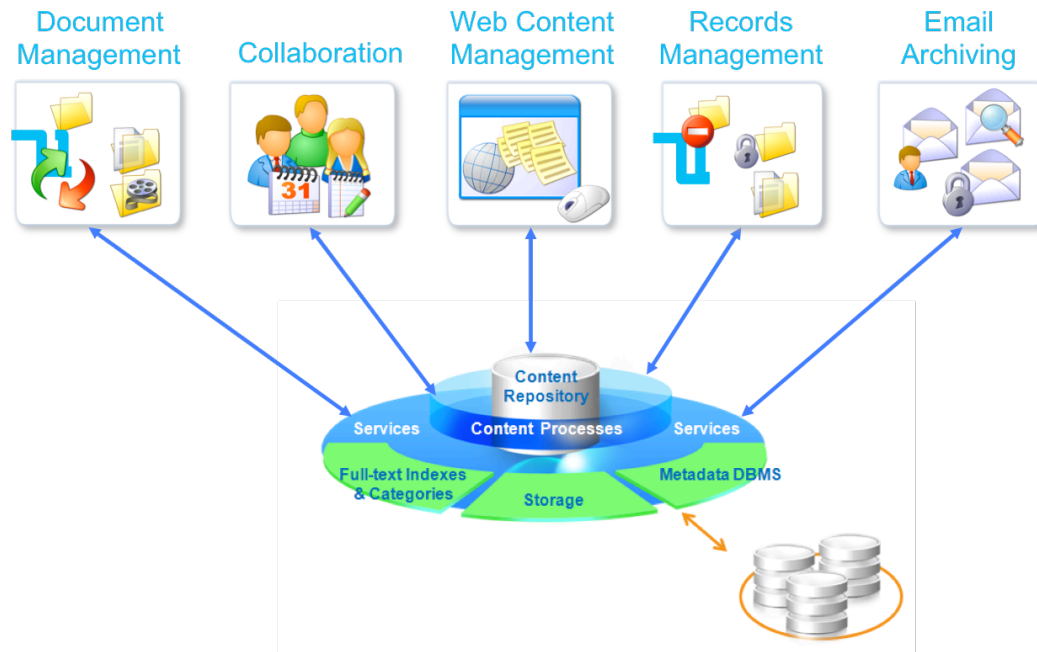 Document
Management
Collaboration
Web Content
Management
Records
Management
Email
Archiving
31
Content
Repository
Services
Content Processes
Services
Full-text Indexes
& Categories
Storage
Metadata DBMS